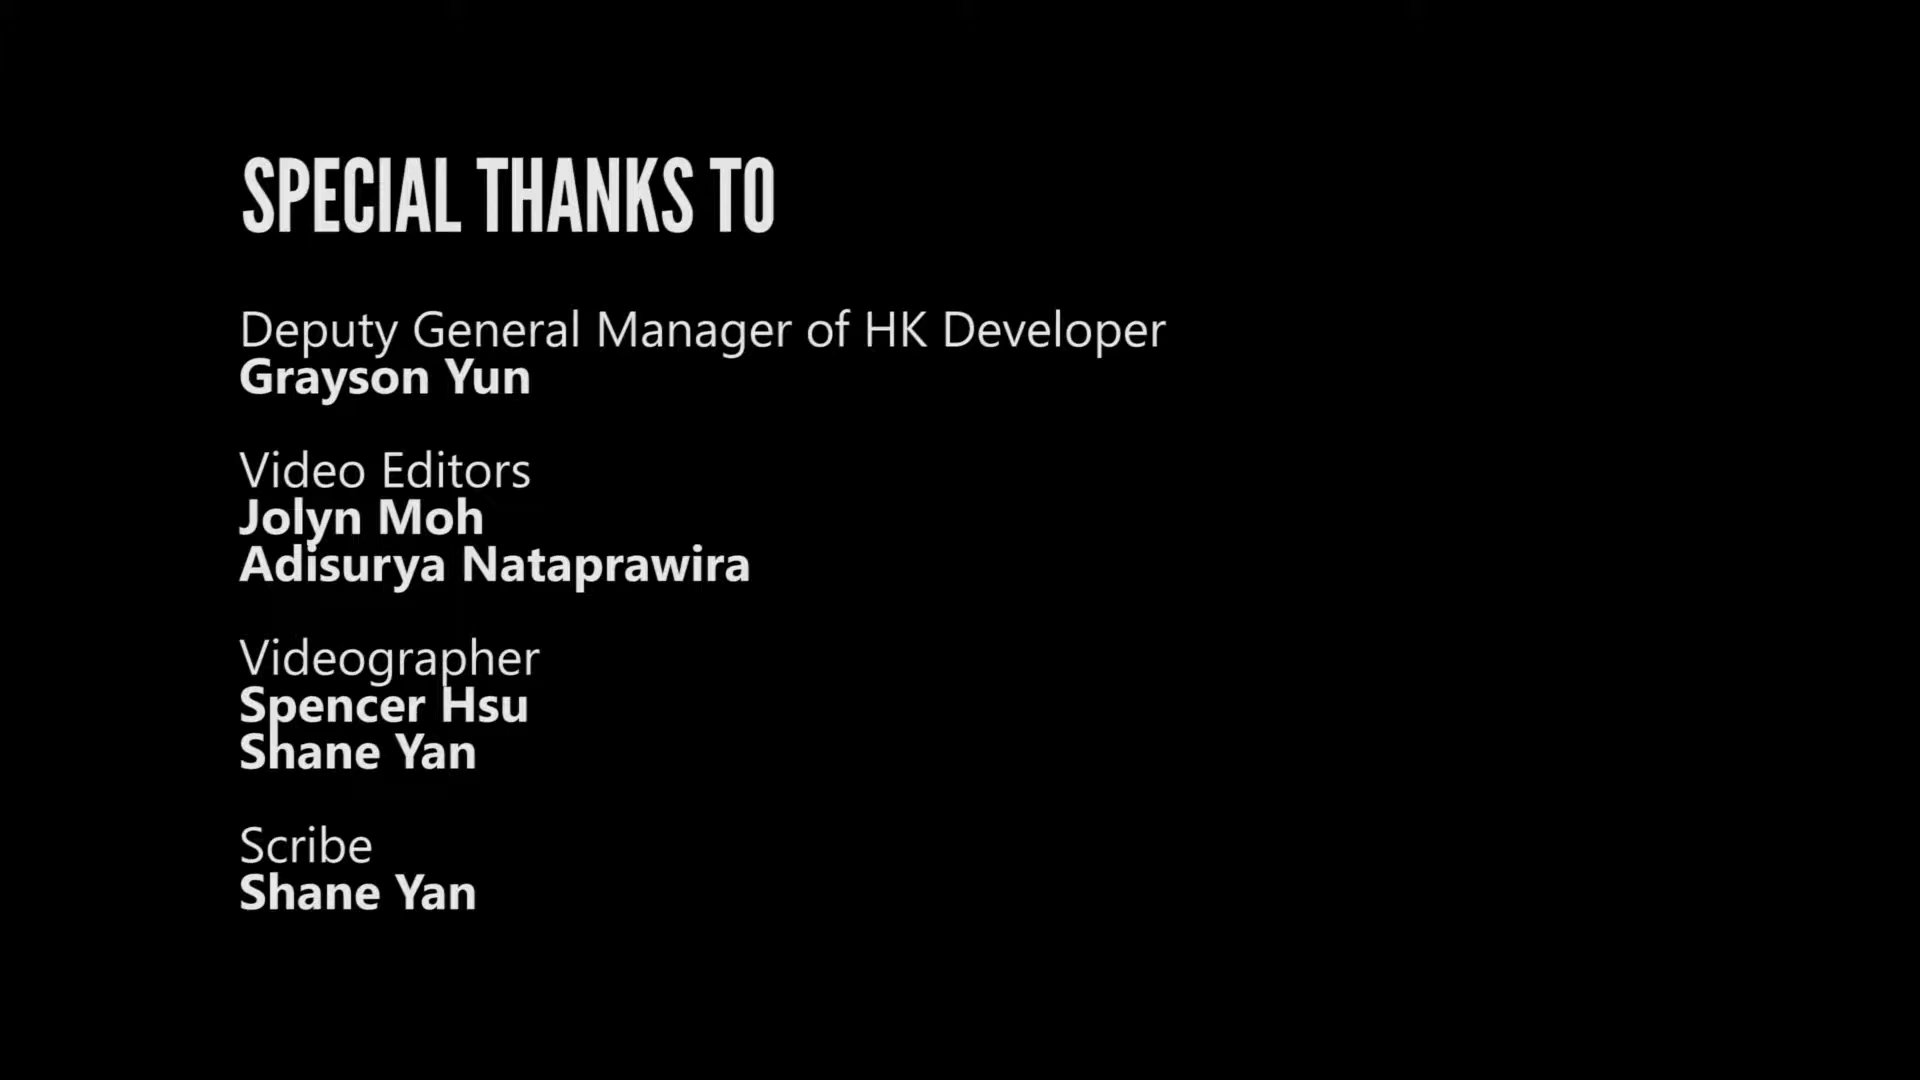 SPECIAL THANKS TO
Deputy General Manager of HK Developer
Grayson Yun
Video Editors
Jolyn Moh
Adisurya Nataprawira
Videographer
Spencer Hsu
Shane Yan
Scribe
Shane Yan